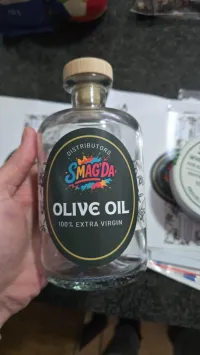 DISTRIBUTORS
SMAG'DA
OLIVE OIL
100% EXTRA VIRGIN